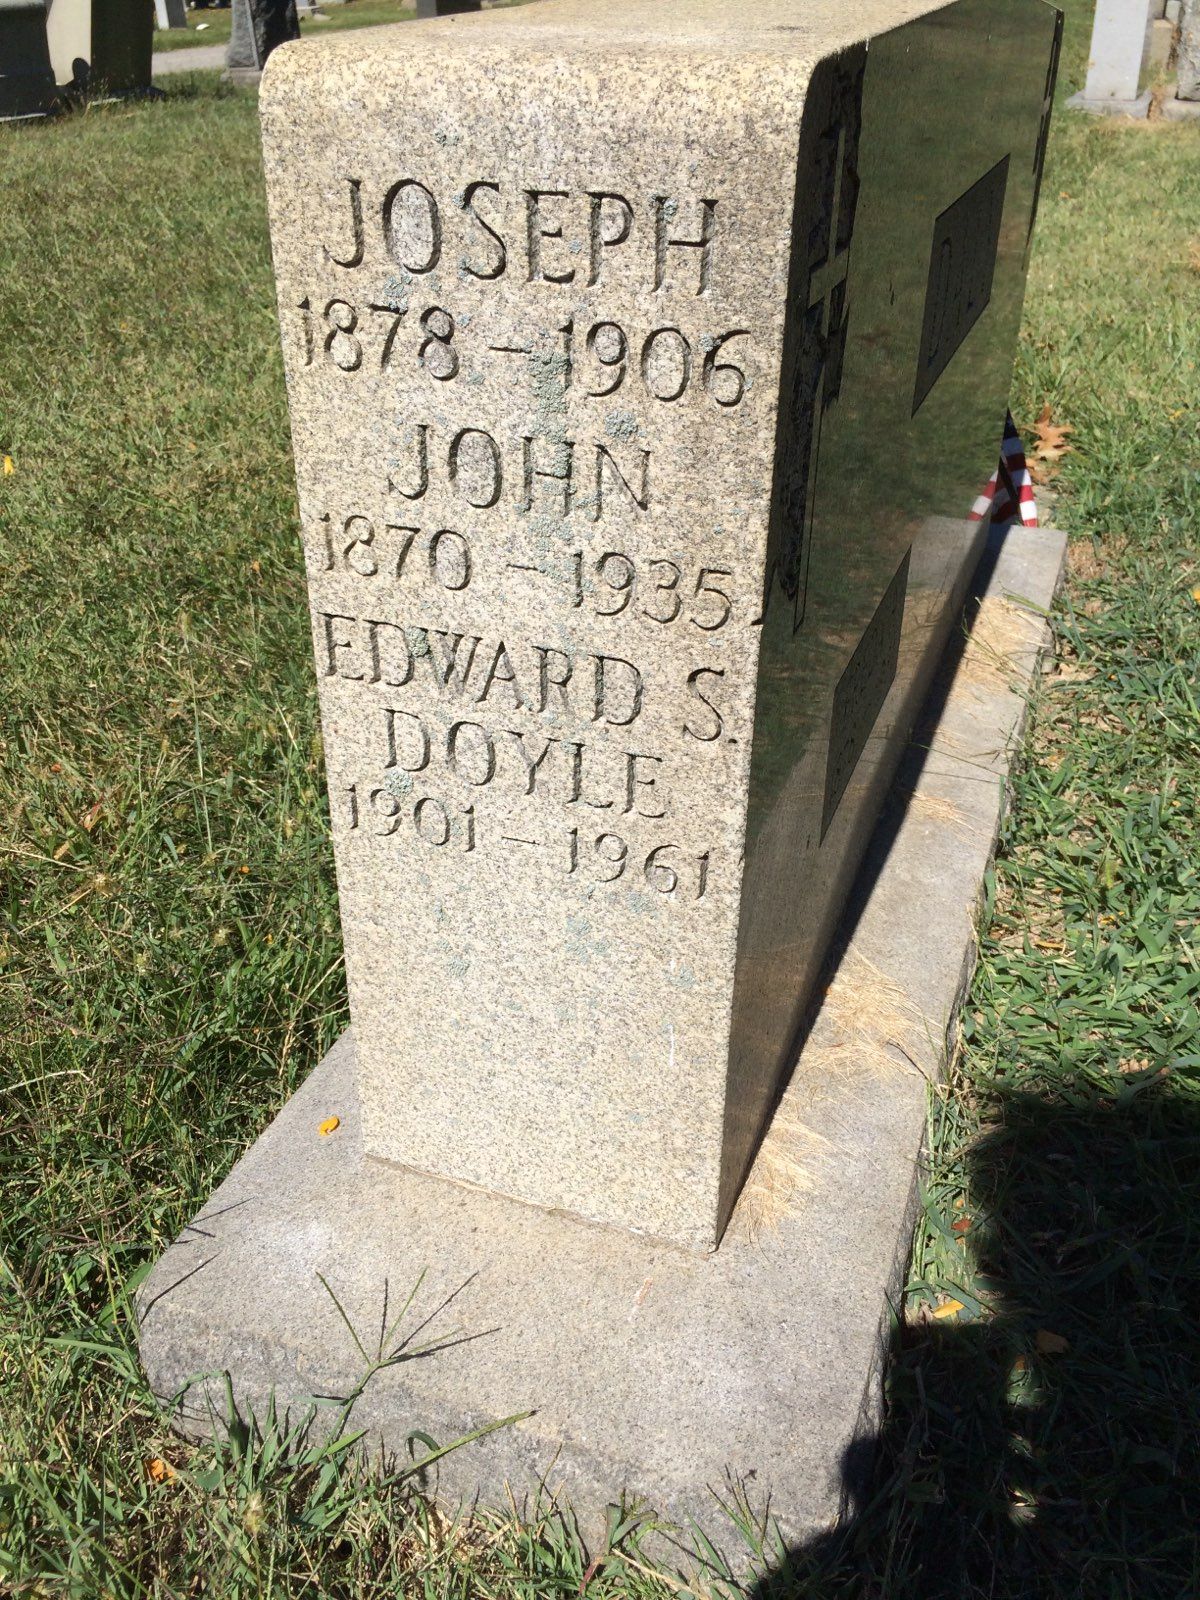 JOSEPH
1878 – 1906
JOHN
1870 – 1935
EDWARD S.
DOYLE
1901 – 1961